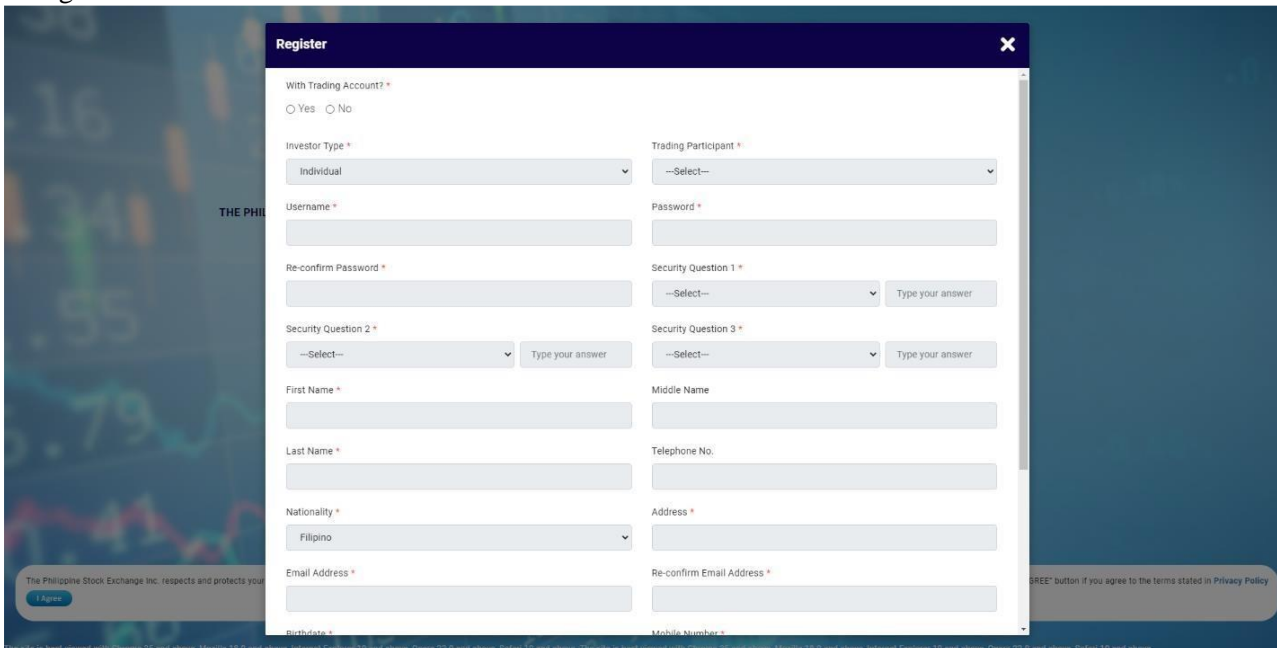 Register
With Trading Account? *
Yes No
Investor Type * Trading Participant *
Individual ---Select---
THE PHIL
Username * Password *
Re-confirm Password * Security Question 1 *
---Select--- Type your answer
Security Question 2 * Security Question 3 *
---Select--- Type your answer ---Select--- Type your answer
First Name * Middle Name
Last Name * Telephone No.
Nationality * Address *
Filipino
Email Address * Re-confirm Email Address *
The Philippine Stock Exchange Inc. respects and protects your GREE" button if you agree to the terms stated in Privacy Policy
I Agree
Birthdate * Mobile Number *